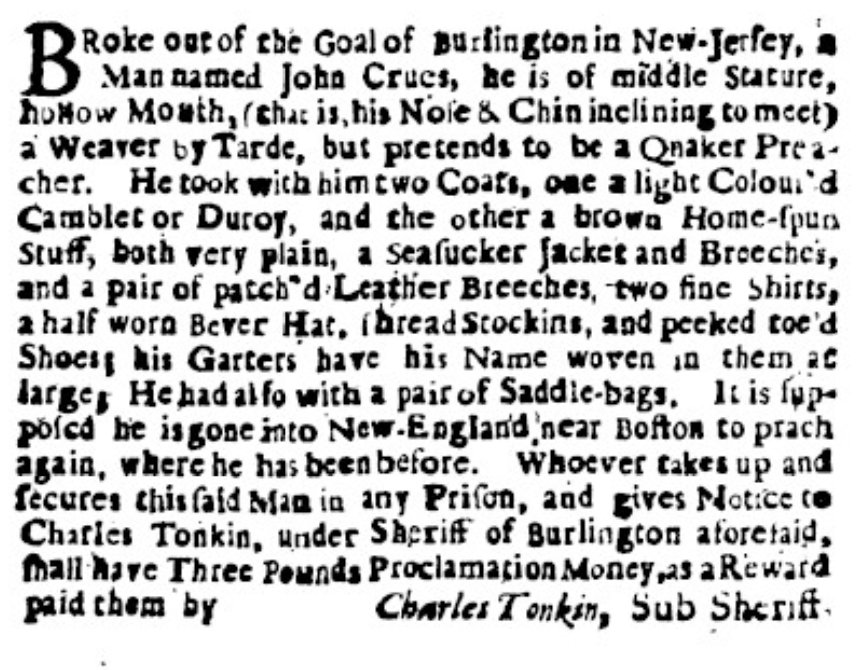 BRoke out of the Goal of Burlington in New-Jerſey, a
Man named John Crues, he is of middle Stature,
hollow Mouth, (that is, his Noſe & Chin inclining to meet)
a Weaver by Tarde, but pretends to be a Quaker Prea-
cher. He took with him two Coats, one a light Colour'd
Camblet or Duroy, and the other a brown Home-ſpun
Stuff, both very plain, a Seaſucker Jacket and Breeches,
and a pair of patch'd Leather Breeches, two fine Shirts,
a half worn Bever Hat, Thread Stockins, and peeked toe'd
Shoes; his Garters have his Name woven in them at
large; He had alſo with a pair of Saddle-bags. It is ſup-
poſed he is gone into New-England, near Boſton to prach
again, where he has been before. Whoever takes up and
ſecures this ſaid Man in any Priſon, and gives Notice to
Charles Tonkin, under Sheriff of Burlington aforeſaid,
ſhall have Three Pounds Proclamation Money, as a Reward
paid them by Charles Tonkin, Sub Sheriff.